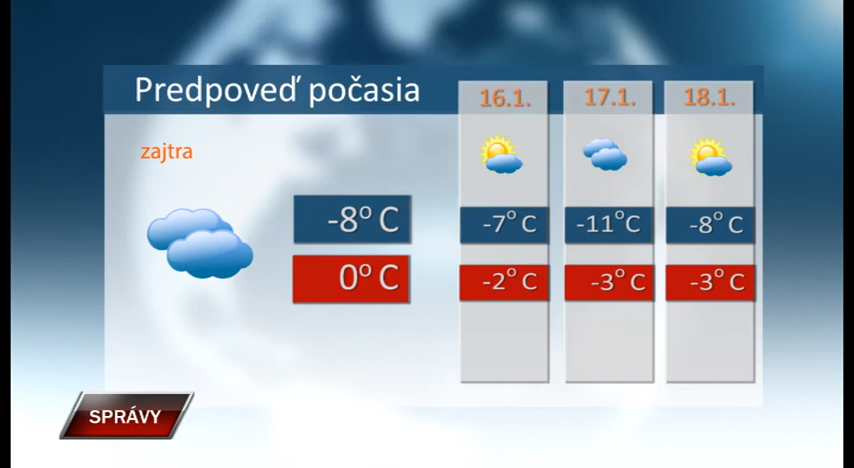 Predpoveď počasia
zajtra
-8° C
0° C
16.1. 17.1. 18.1.
-7° C -11°C -8° C
-2° C -3° C -3° C
SPRÁVY